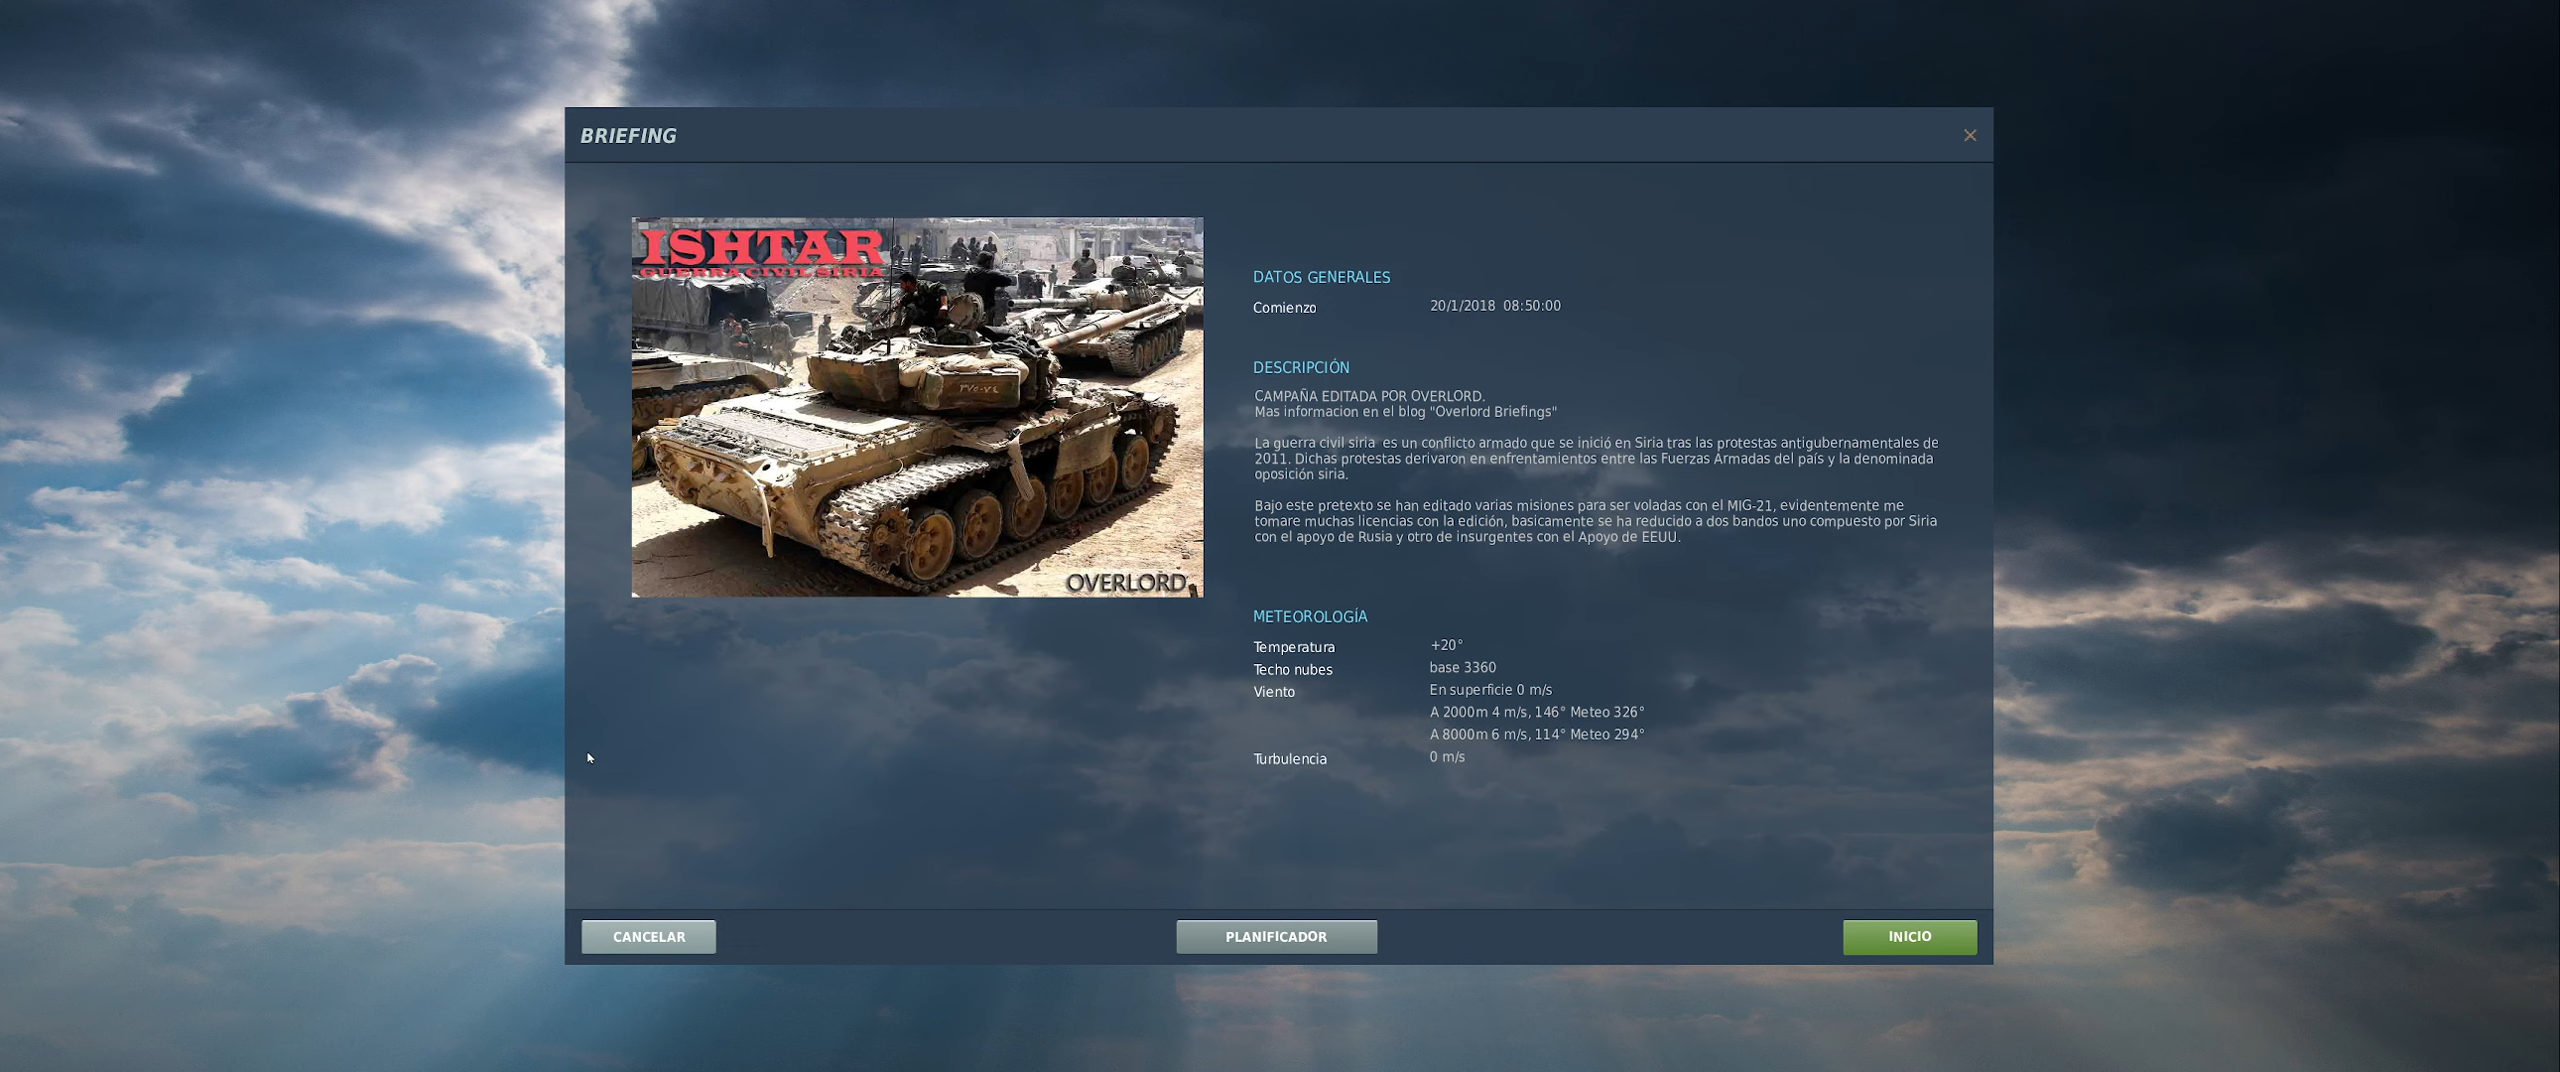 BRIEFING
ISHTAR
GUERRA CIVIL SIRIA
OVERLORD
DATOS GENERALES
Comienzo 20/1/2018 08:50:00
DESCRIPCIÓN
CAMPAÑA EDITADA POR OVERLORD.
Mas informacion en el blog "Overlord Briefings"
La guerra civil siria es un conflicto armado que se inició en Siria tras las protestas antigubernamentales de
2011. Dichas protestas derivaron en enfrentamientos entre las Fuerzas Armadas del país y la denominada
oposición siria.
Bajo este pretexto se han editado varias misiones para ser voladas con el MIG-21, evidentemente me
tomare muchas licencias con la edición, basicamente se ha reducido a dos bandos uno compuesto por Siria
con el apoyo de Rusia y otro de insurgentes con el Apoyo de EEUU.
METEOROLOGÍA
Temperatura +20°
Techo nubes base 3360
Viento En superficie 0 m/s
A 2000m 4 m/s, 146° Meteo 326°
A 8000m 6 m/s, 114° Meteo 294°
Turbulencia 0 m/s
CANCELAR
PLANIFICADOR
INICIO